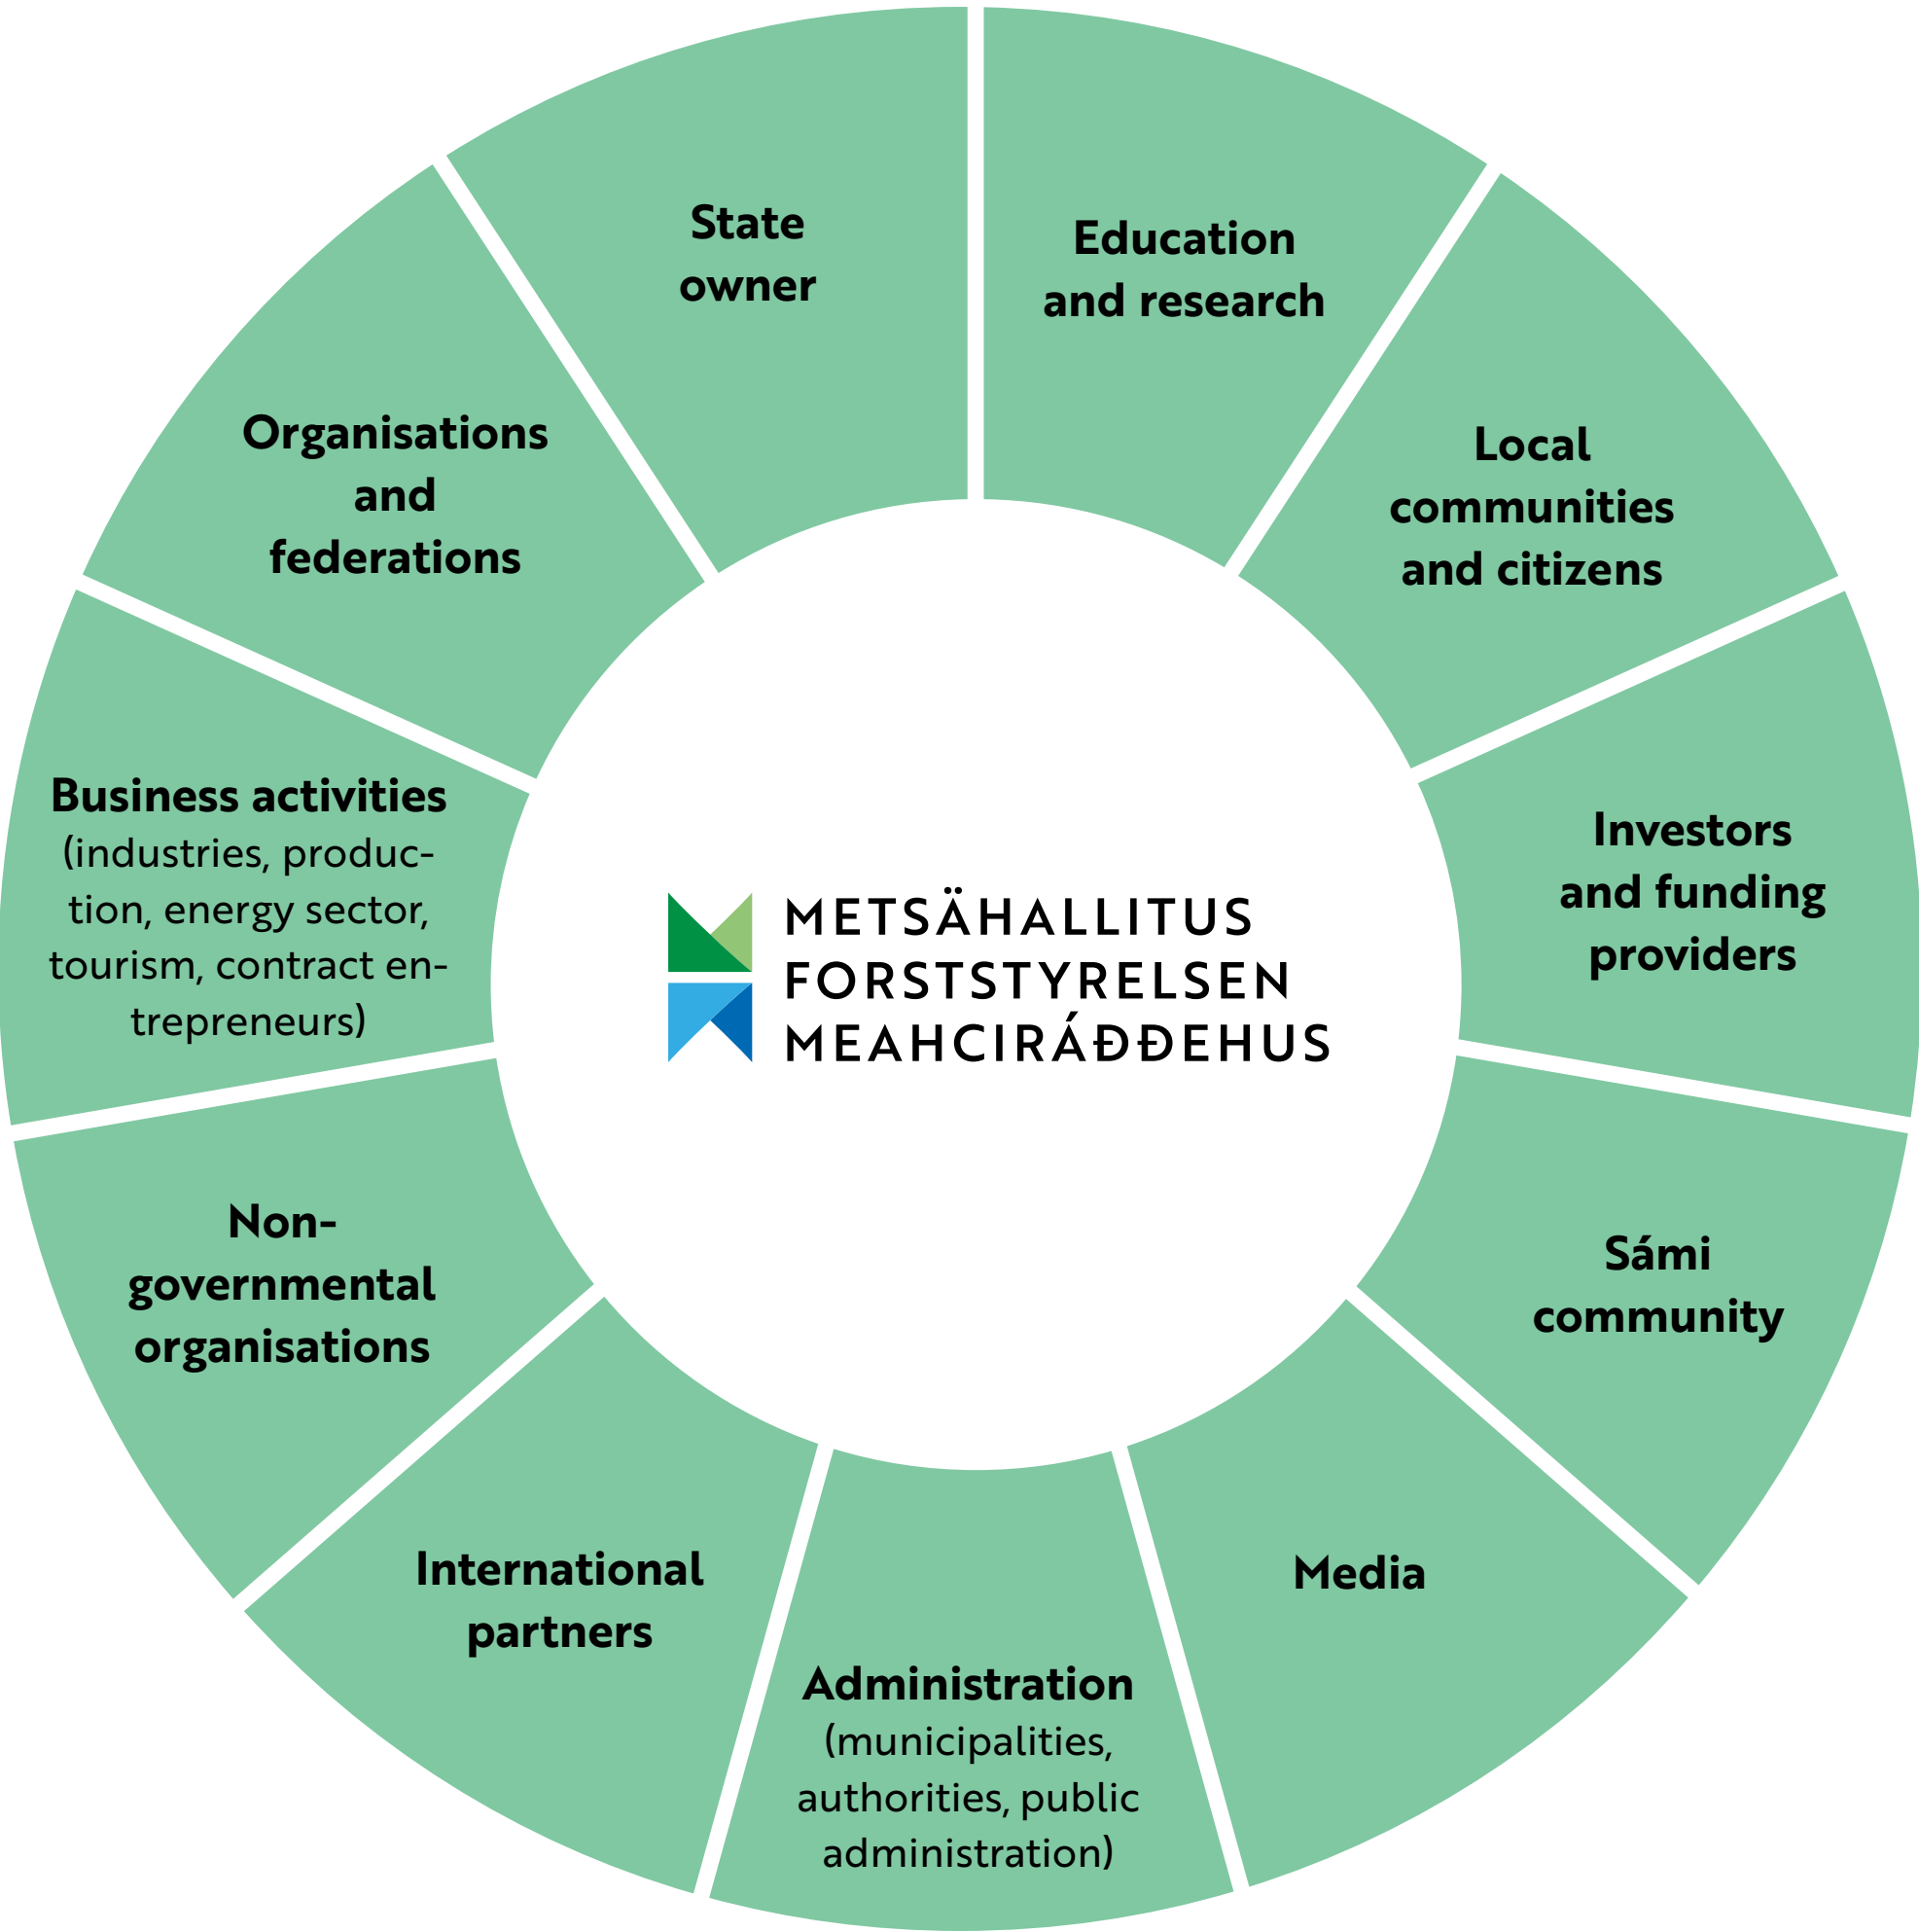 State
owner
Education
and research
Local
communities
and citizens
Investors
and funding
providers
Sámi
community
Media
Administration
(municipalities,
authorities, public
administration)
International
partners
Non-
governmental
organisations
Business activities
(industries, produc-
tion, energy sector,
tourism, contract en-
trepreneurs)
Organisations
and
federations
METSÄHALLITUS
FORSTSTYRELSEN
MEAHCIRÁĐĐEHUS